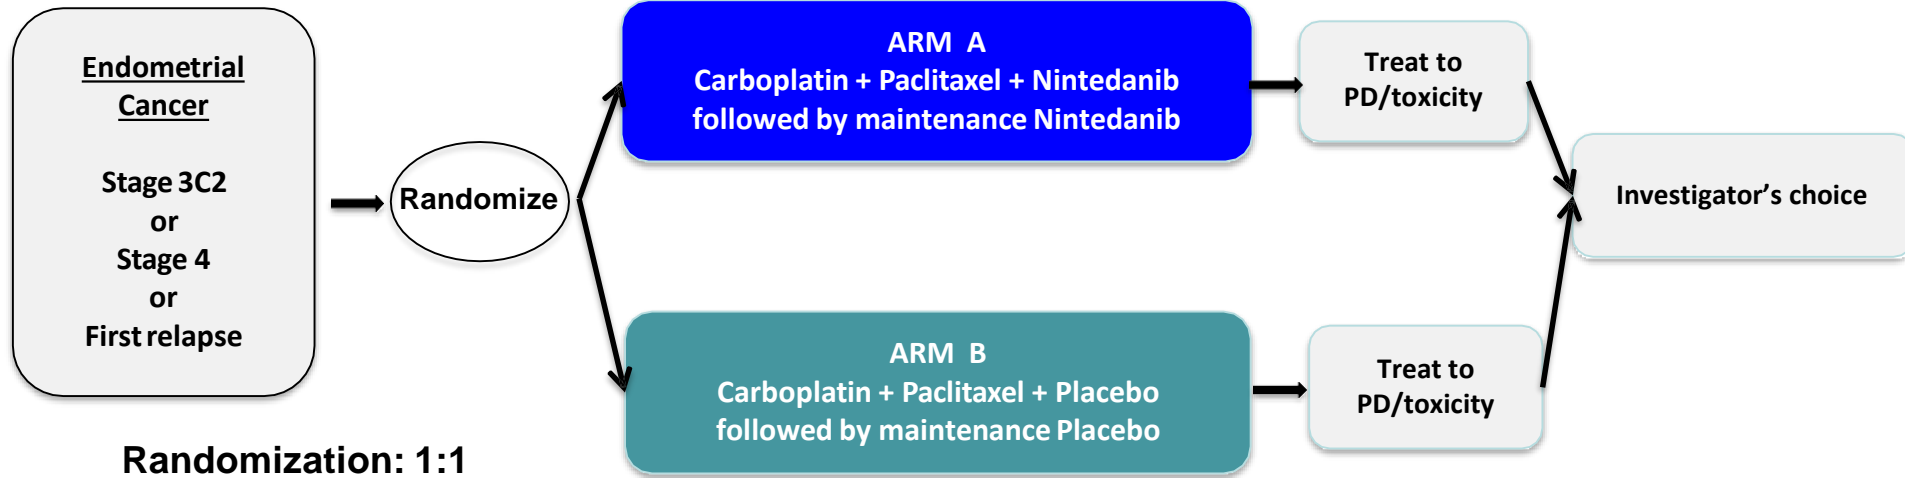 Endometrial
Cancer
Stage 3C2
or
Stage 4
or
First relapse
Randomization: 1:1
Randomize
ARM A
Carboplatin + Paclitaxel + Nintedanib
followed by maintenance Nintedanib
Treat to
PD/toxicity
ARM B
Carboplatin + Paclitaxel + Placebo
followed by maintenance Placebo
Treat to
PD/toxicity
Investigator's choice